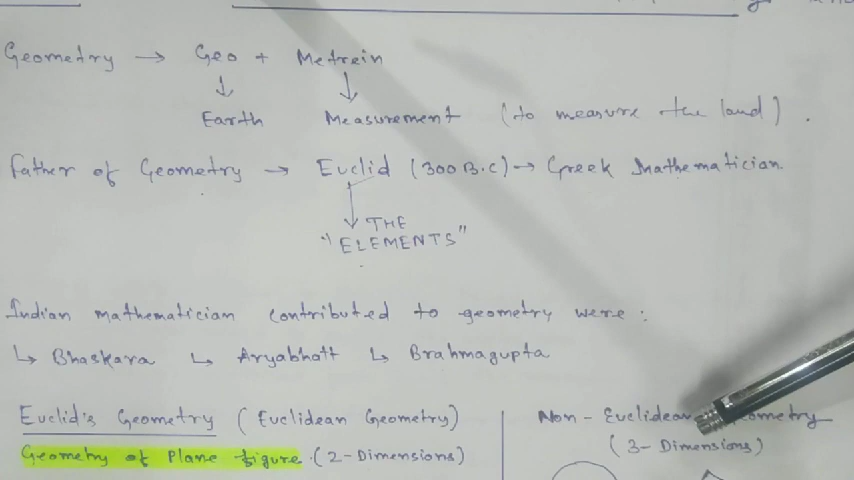 Geometry → Geo + Metrein
↓ ↓
Earth Measurement (to measure the land).
Father of Geometry → Euclid (300 B.C) → Greek Mathematician.
↓ THE
"ELEMENTS"
Indian mathematician contributed to geometry were :
↳ Bhaskara ↳ Aryabhatt ↳ Brahmagupta
Euclid's Geometry (Euclidean Geometry)
Geometry of Plane figure. (2-Dimensions)
Non - Euclidean
(3- Dimensions)